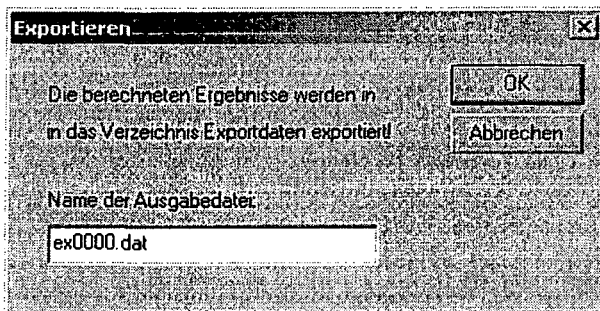 Exportieren
Die berechneten Ergebnisse werden in
in das Verzeichnis Exportdaten exportiert!
OK
Abbrechen
Name der Ausgabedatei:
ex0000.dat